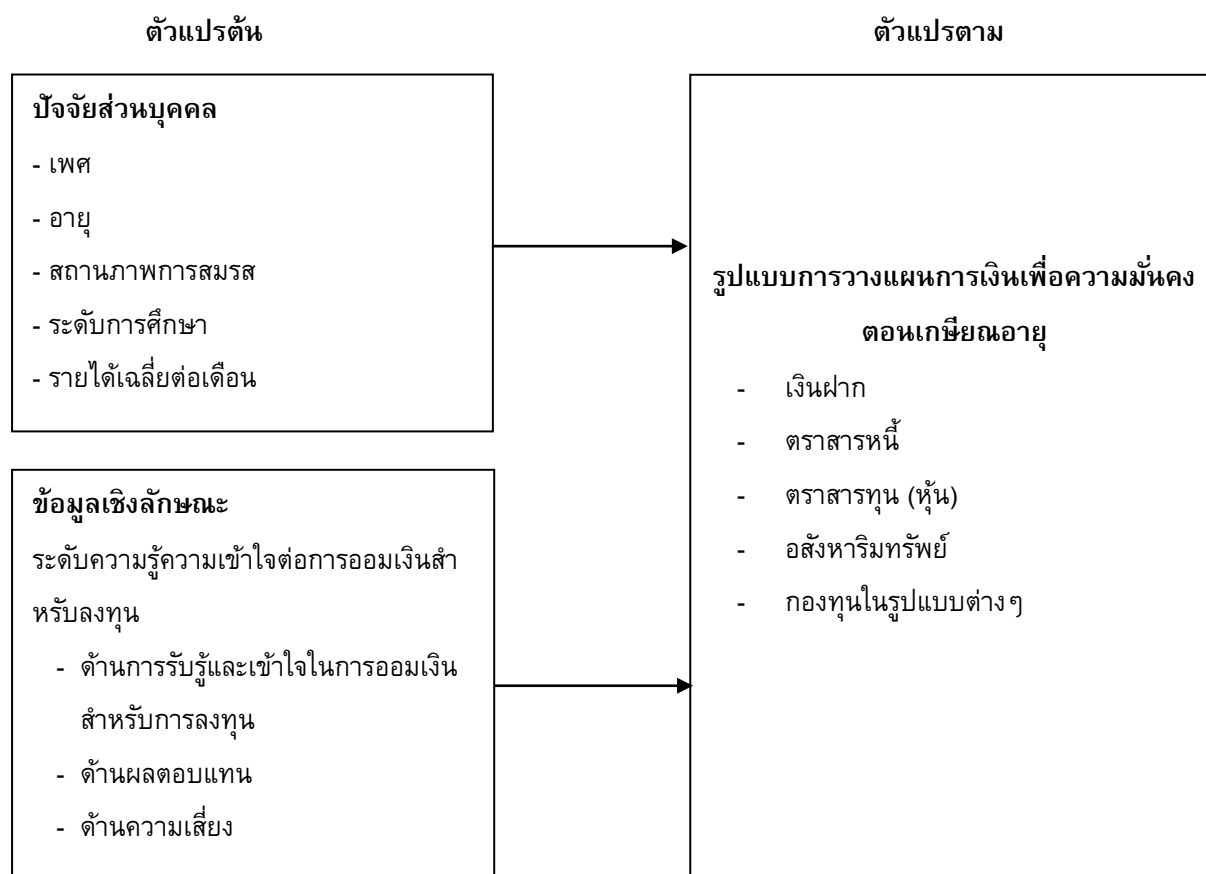 ตัวแปรต้น
ตัวแปรตาม
ปัจจัยส่วนบุคคล
- เพศ
- อายุ
- สถานภาพการสมรส
- ระดับการศึกษา
- รายได้เฉลี่ยต่อเดือน
ข้อมูลเชิงลักษณะ
ระดับความรู้ความเข้าใจต่อการออมเงินสำ
หรับลงทุน
- ด้านการรับรู้และเข้าใจในการออมเงิน
สำหรับการลงทุน
- ด้านผลตอบแทน
- ด้านความเสี่ยง
รูปแบบการวางแผนการเงินเพื่อความมั่นคง
ตอนเกษียณอายุ
- เงินฝาก
- ตราสารหนี้
- ตราสารทุน (หุ้น)
- อสังหาริมทรัพย์
- กองทุนในรูปแบบต่างๆ